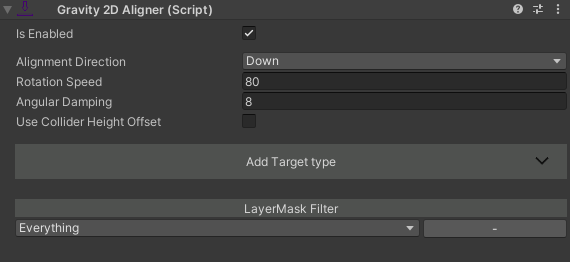 Gravity 2D Aligner (Script)
Is Enabled
Alignment Direction Down
Rotation Speed 80
Angular Damping 8
Use Collider Height Offset
Add Target type
LayerMask Filter
Everything -